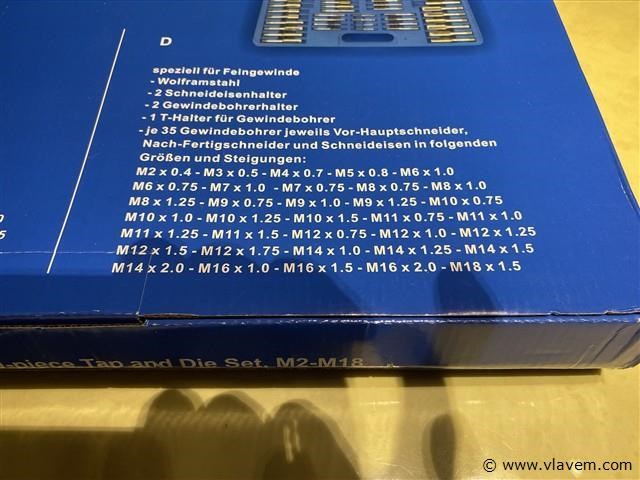 D
speziell für Feingewinde
- Wolframstahl
- 2 Schneideisenhalter
- 2 Gewindebohrerhalter
- 1 T-Halter für Gewindebohrer
- je 35 Gewindebohrer jeweils Vor-Hauptschneider,
Nach-Fertigschneider und Schneideisen in folgenden
Größen und Steigungen:
M2 x 0.4 - M3 x 0.5 - M4 x 0.7 - M5 x 0.8 - M6 x 1.0
M6 x 0.75 - M7 x 1.0 - M7 x 0.75 - M8 x 0.75 - M8 x 1.0
M8 x 1.25 - M9 x 0.75 - M9 x 1.0 - M9 x 1.25 - M10 x 0.75
M10 x 1.0 - M10 x 1.25 - M10 x 1.5 - M11 x 0.75 - M11 x 1.0
M11 x 1.25 - M11 x 1.5 - M12 x 0.75 - M12 x 1.0 - M12 x 1.25
M12 x 1.5 - M12 x 1.75 - M14 x 1.0 - M14 x 1.25 - M14 x 1.5
M14 x 2.0 - M16 x 1.0 - M16 x 1.5 - M16 x 2.0 - M18 x 1.5
-piece Tap and Die Set, M2-M18
© www.vlavem.com